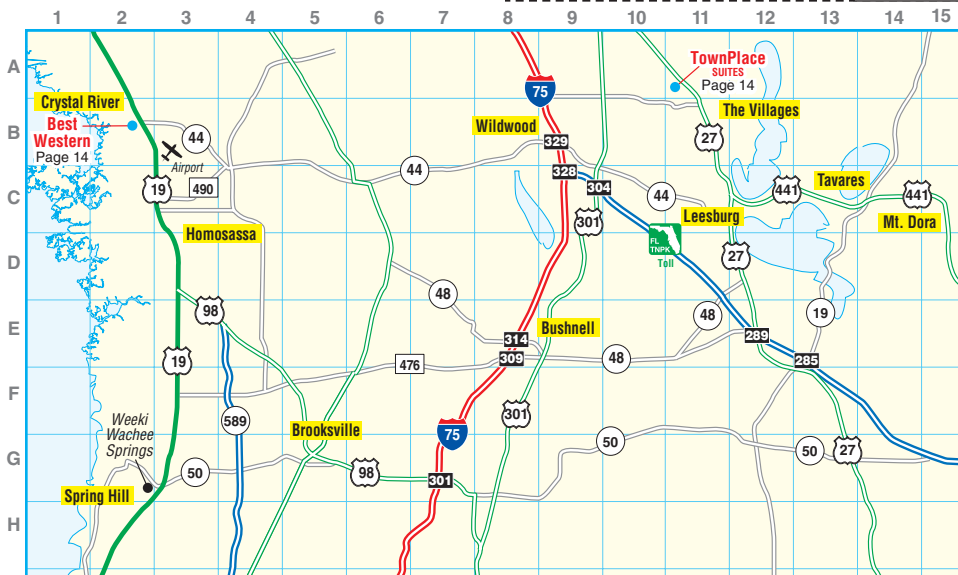 1 2 3 4 5 6 7 8 9 10 11 12 13 14 15
A
TownPlace
SUITES
Page 14
75
Crystal River
The Villages
B
Best
Western
Page 14
44
Wildwood
27
329
Airport
44
328
C
19
490
304
44
441
Tavares
441
301
Leesburg
Mt. Dora
Homosassa
FL
TNPK
Toll
D
27
48
98
48
19
E
Bushnell
314
289
19
309
48
285
476
F
301
Weeki
Wachee
Springs
589
Brooksville
75
50
G
50
98
50
27
301
Spring Hill
H